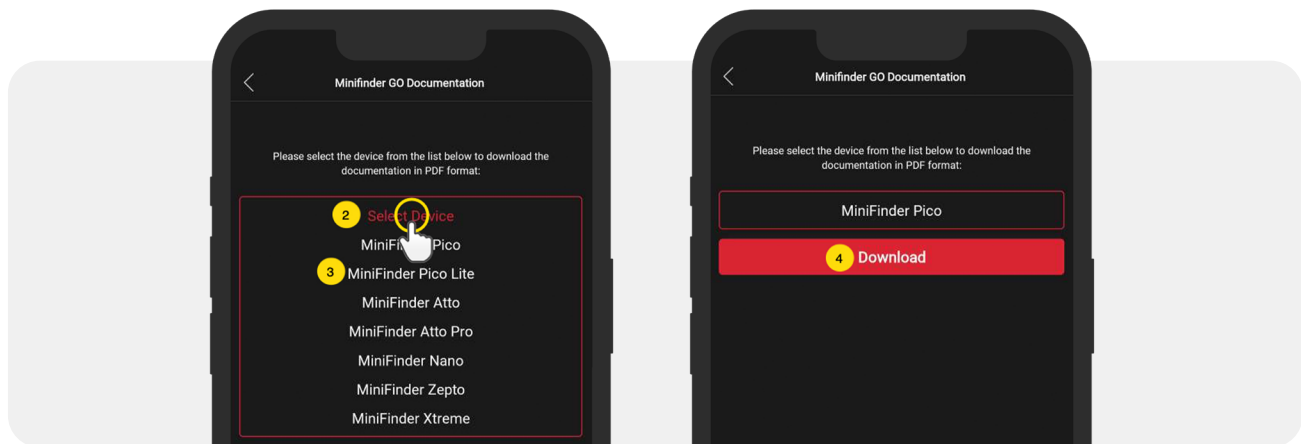 Minifinder GO Documentation
Please select the device from the list below to download the
documentation in PDF format:
2 Select Device
MiniFinder Pico
3 MiniFinder Pico Lite
MiniFinder Atto
MiniFinder Atto Pro
MiniFinder Nano
MiniFinder Zepto
MiniFinder Xtreme
Minifinder GO Documentation
Please select the device from the list below to download the
documentation in PDF format:
MiniFinder Pico
4 Download